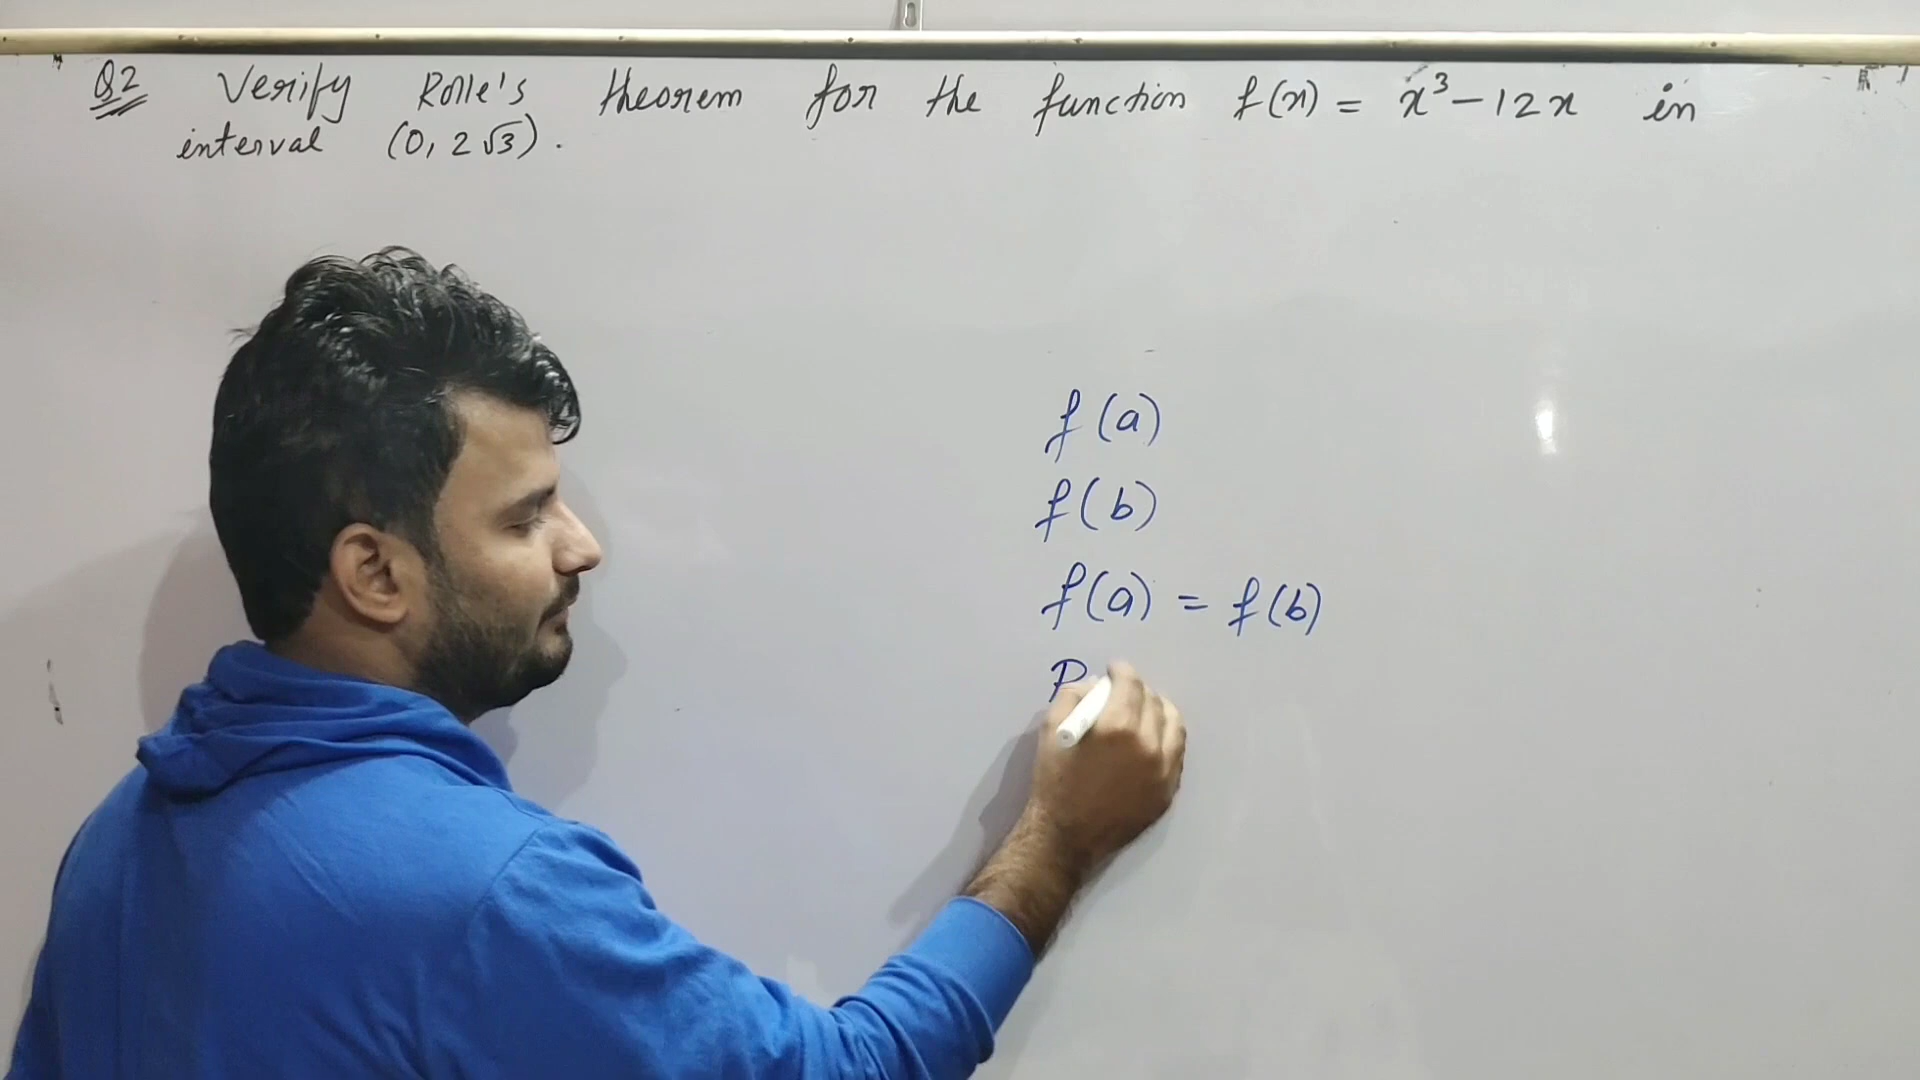 Q2 Verify Rolle's theorem for the function f(x) = x³ - 12x in
interval (0, 2√3).
f(a)
f(b)
f(a) = f(b)
P